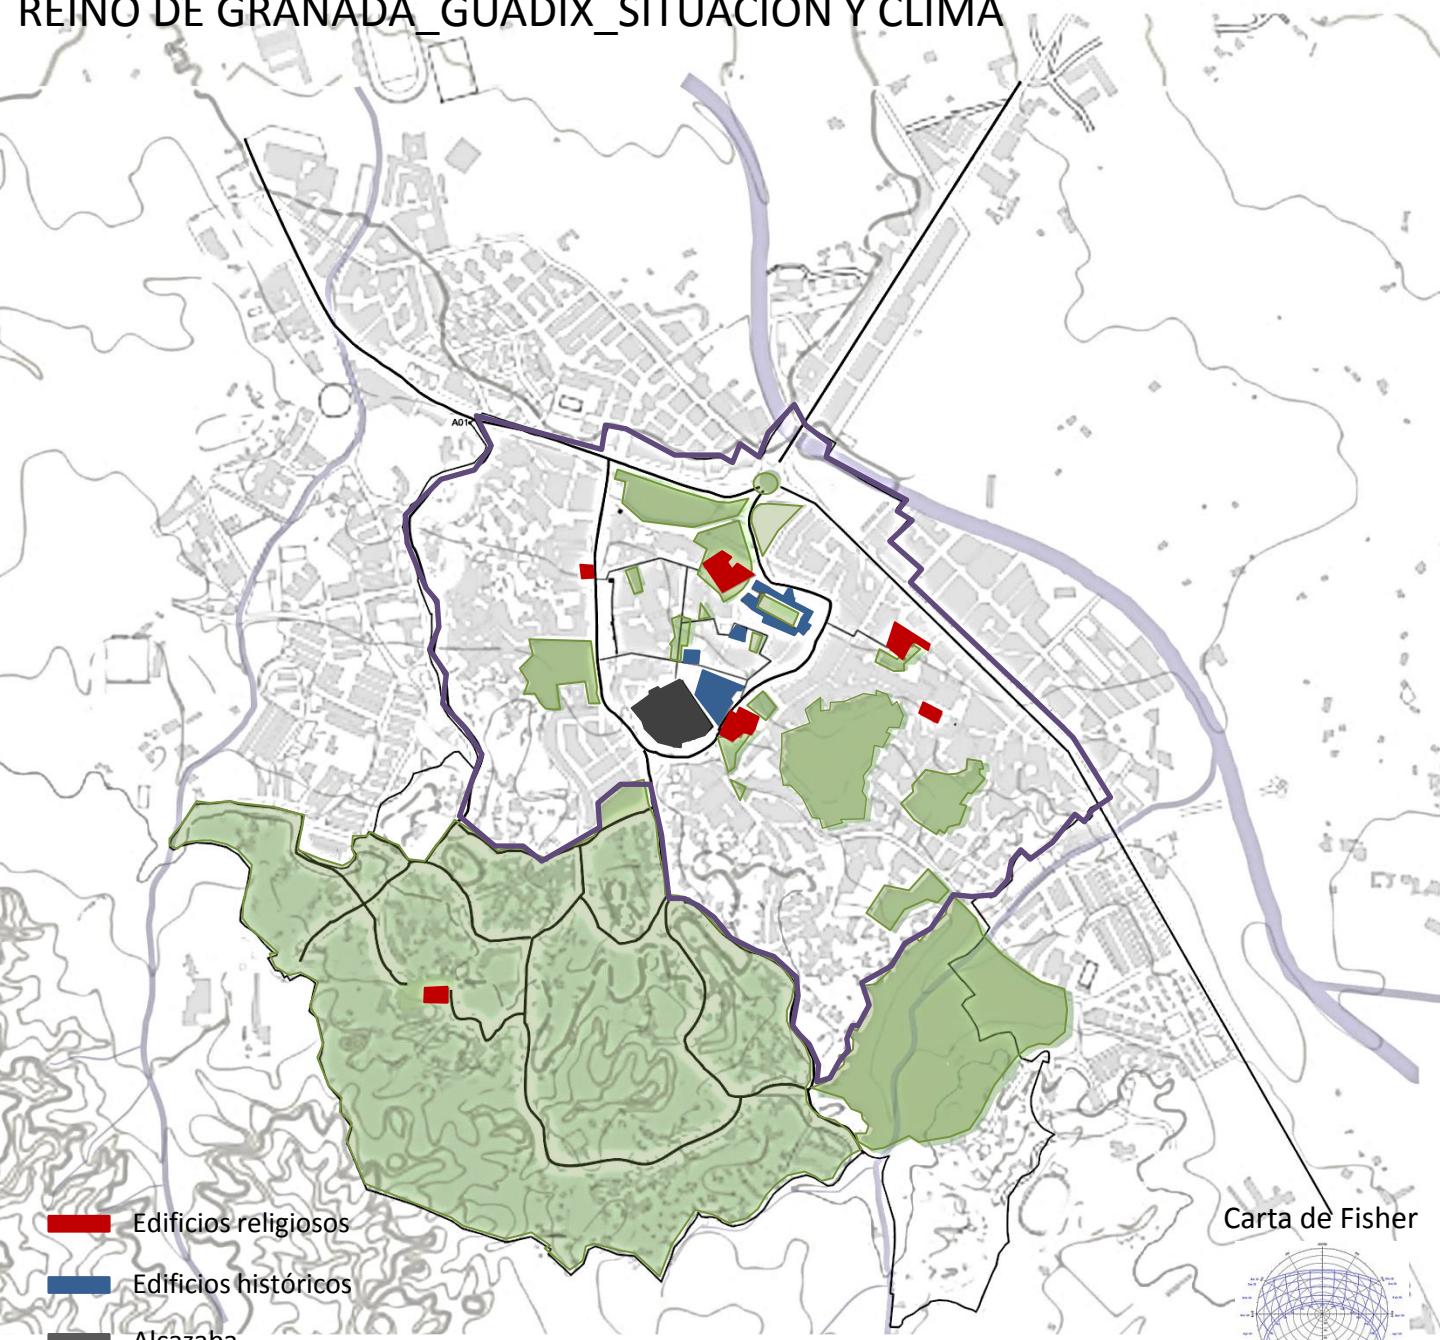 REINO DE GRANADA_GUADIX_SITUACIÓN Y CLIMA
A01
Carta de Fisher
Edificios religiosos
Edificios históricos
Alcazaba